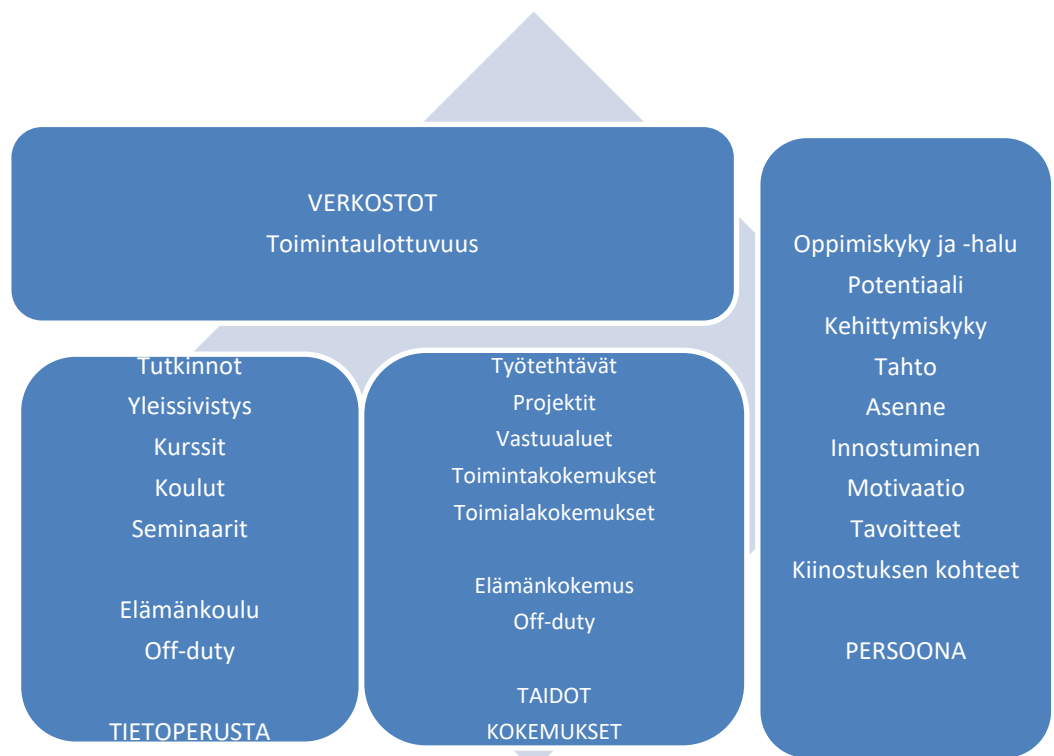 VERKOSTOT
Toimintaulottuvuus
Tutkinnot
Yleissivistys
Kurssit
Koulut
Seminaarit
Elämänkoulu
Off-duty
TIETOPERUSTA
Työtethtävät
Projektit
Vastuualuet
Toimintakokemukset
Toimialakokemukset
Elämänkokemus
Off-duty
TAIDOT
KOKEMUKSET
Oppimiskyky ja -halu
Potentiaali
Kehittymiskyky
Tahto
Asenne
Innostuminen
Motivaatio
Tavoitteet
Kiinostuksen kohteet
PERSOONA